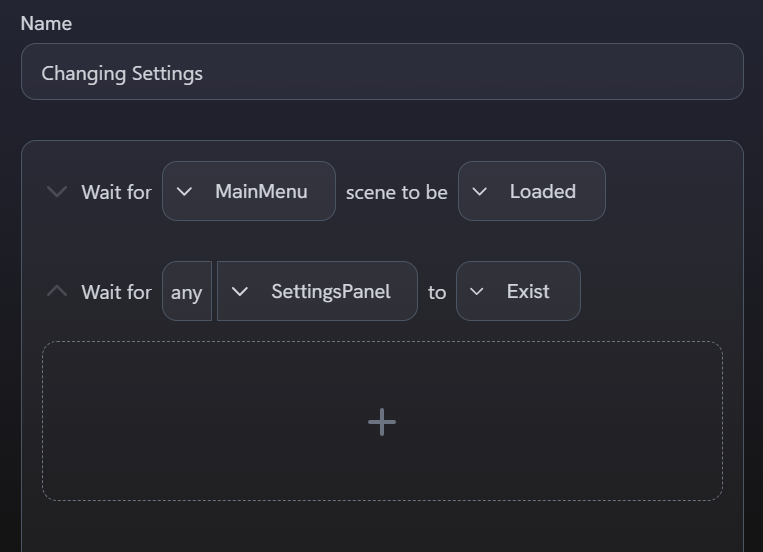 Name
Changing Settings
Wait for MainMenu scene to be Loaded
Wait for any SettingsPanel to Exist